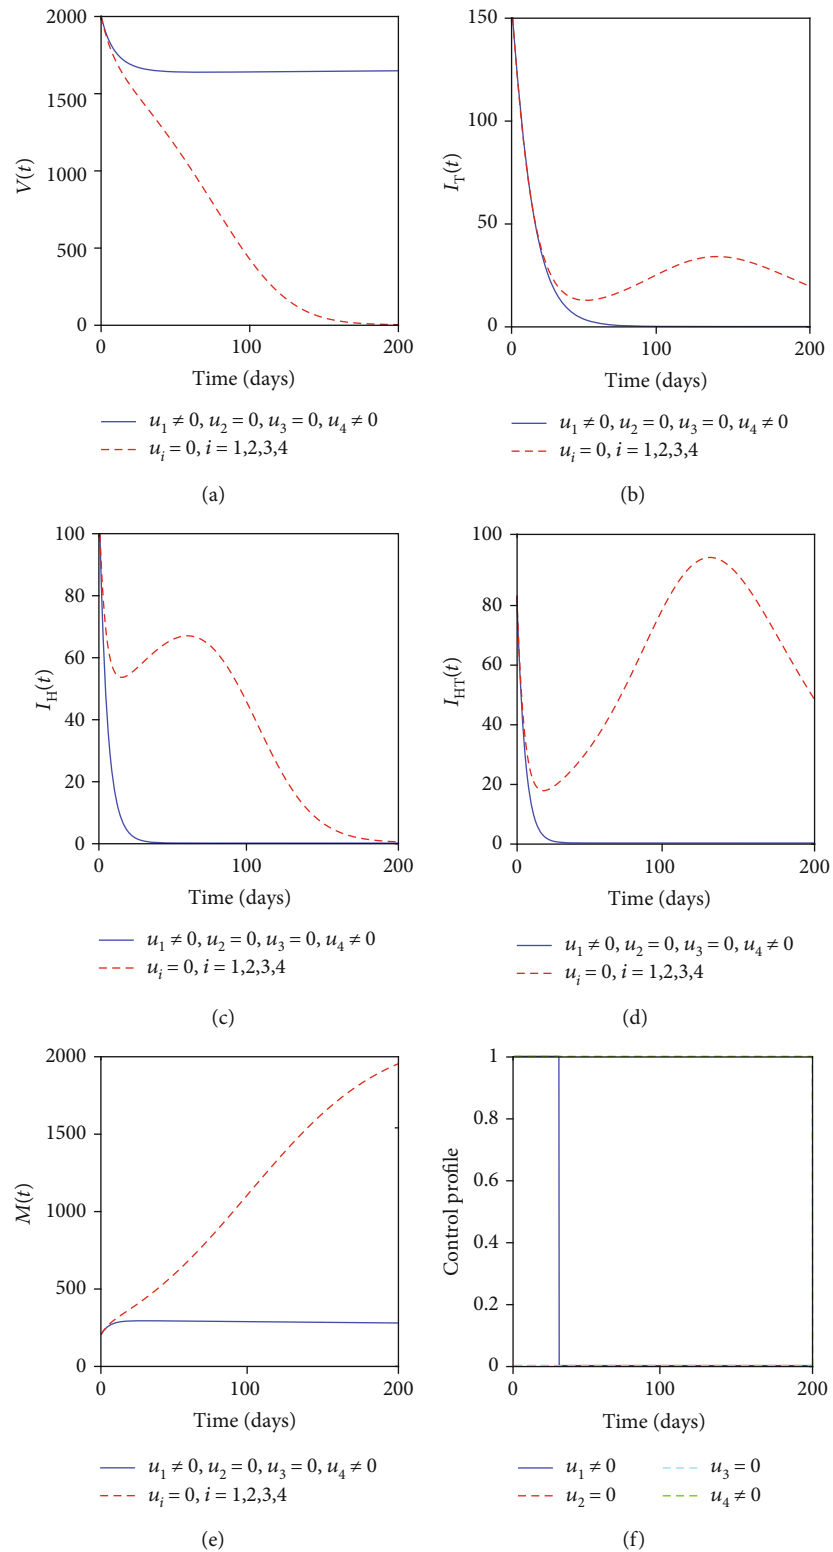 2000
1500
1000
500
0
V(t)
0 100 200
Time (days)
u₁ ≠ 0, u₂ = 0, u₃ = 0, u₄ ≠ 0
uᵢ = 0, i = 1,2,3,4
(a)
150
100
50
0
I_T(t)
0 100 200
Time (days)
u₁ ≠ 0, u₂ = 0, u₃ = 0, u₄ ≠ 0
uᵢ = 0, i = 1,2,3,4
(b)
100
80
60
40
20
0
I_H(t)
0 100 200
Time (days)
u₁ ≠ 0, u₂ = 0, u₃ = 0, u₄ ≠ 0
uᵢ = 0, i = 1,2,3,4
(c)
100
80
60
40
20
0
I_HT(t)
0 100 200
Time (days)
u₁ ≠ 0, u₂ = 0, u₃ = 0, u₄ ≠ 0
uᵢ = 0, i = 1,2,3,4
(d)
2000
1500
1000
500
0
M(t)
0 100 200
Time (days)
u₁ ≠ 0, u₂ = 0, u₃ = 0, u₄ ≠ 0
uᵢ = 0, i = 1,2,3,4
(e)
1
0.8
0.6
0.4
0.2
0
Control profile
0 100 200
Time (days)
u₁ ≠ 0 u₃ = 0
u₂ = 0 u₄ ≠ 0
(f)